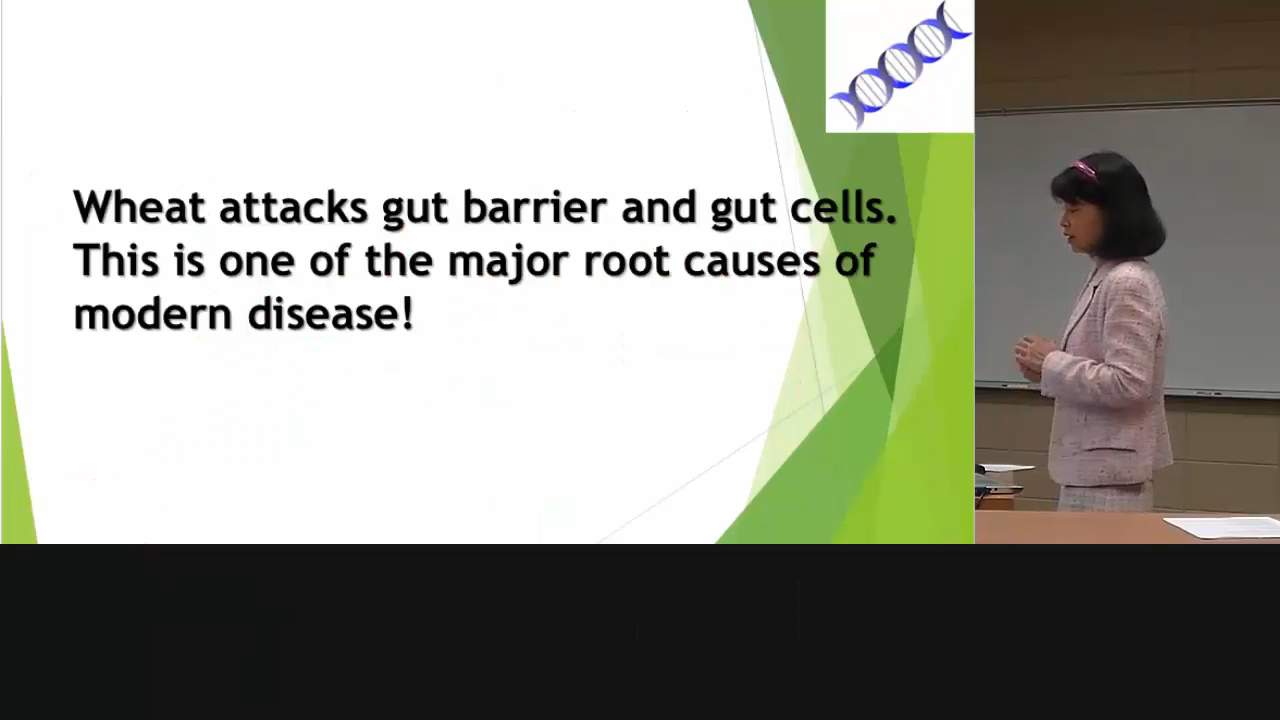 Wheat attacks gut barrier and gut cells.
This is one of the major root causes of
modern disease!